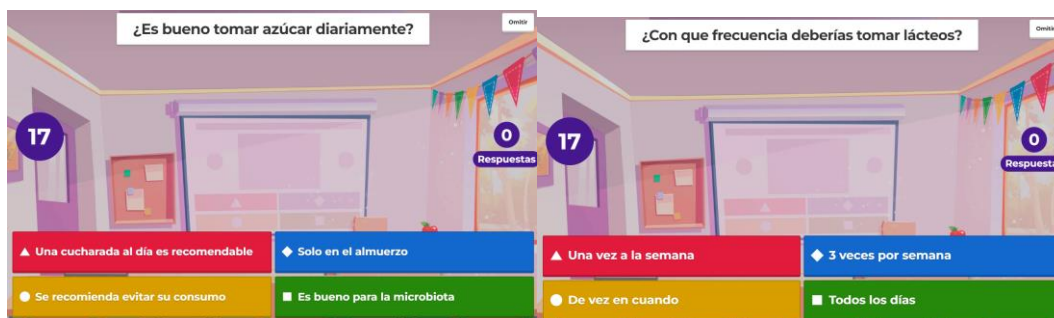 ¿Es bueno tomar azúcar diariamente?
Omitir
17
0
Respuestas
▲ Una cucharada al día es recomendable
◆ Solo en el almuerzo
● Se recomienda evitar su consumo
■ Es bueno para la microbiota
¿Con que frecuencia deberías tomar lácteos?
Omitir
17
0
▲ Una vez a la semana
◆ 3 veces por semana
● De vez en cuando
■ Todos los días